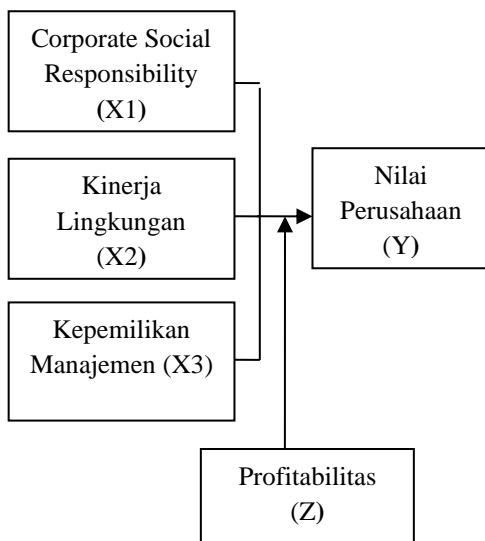 Corporate Social
Responsibility
(X1)
Kinerja
Lingkungan
(X2)
Kepemilikan
Manajemen (X3)
Nilai
Perusahaan
(Y)
Profitabilitas
(Z)